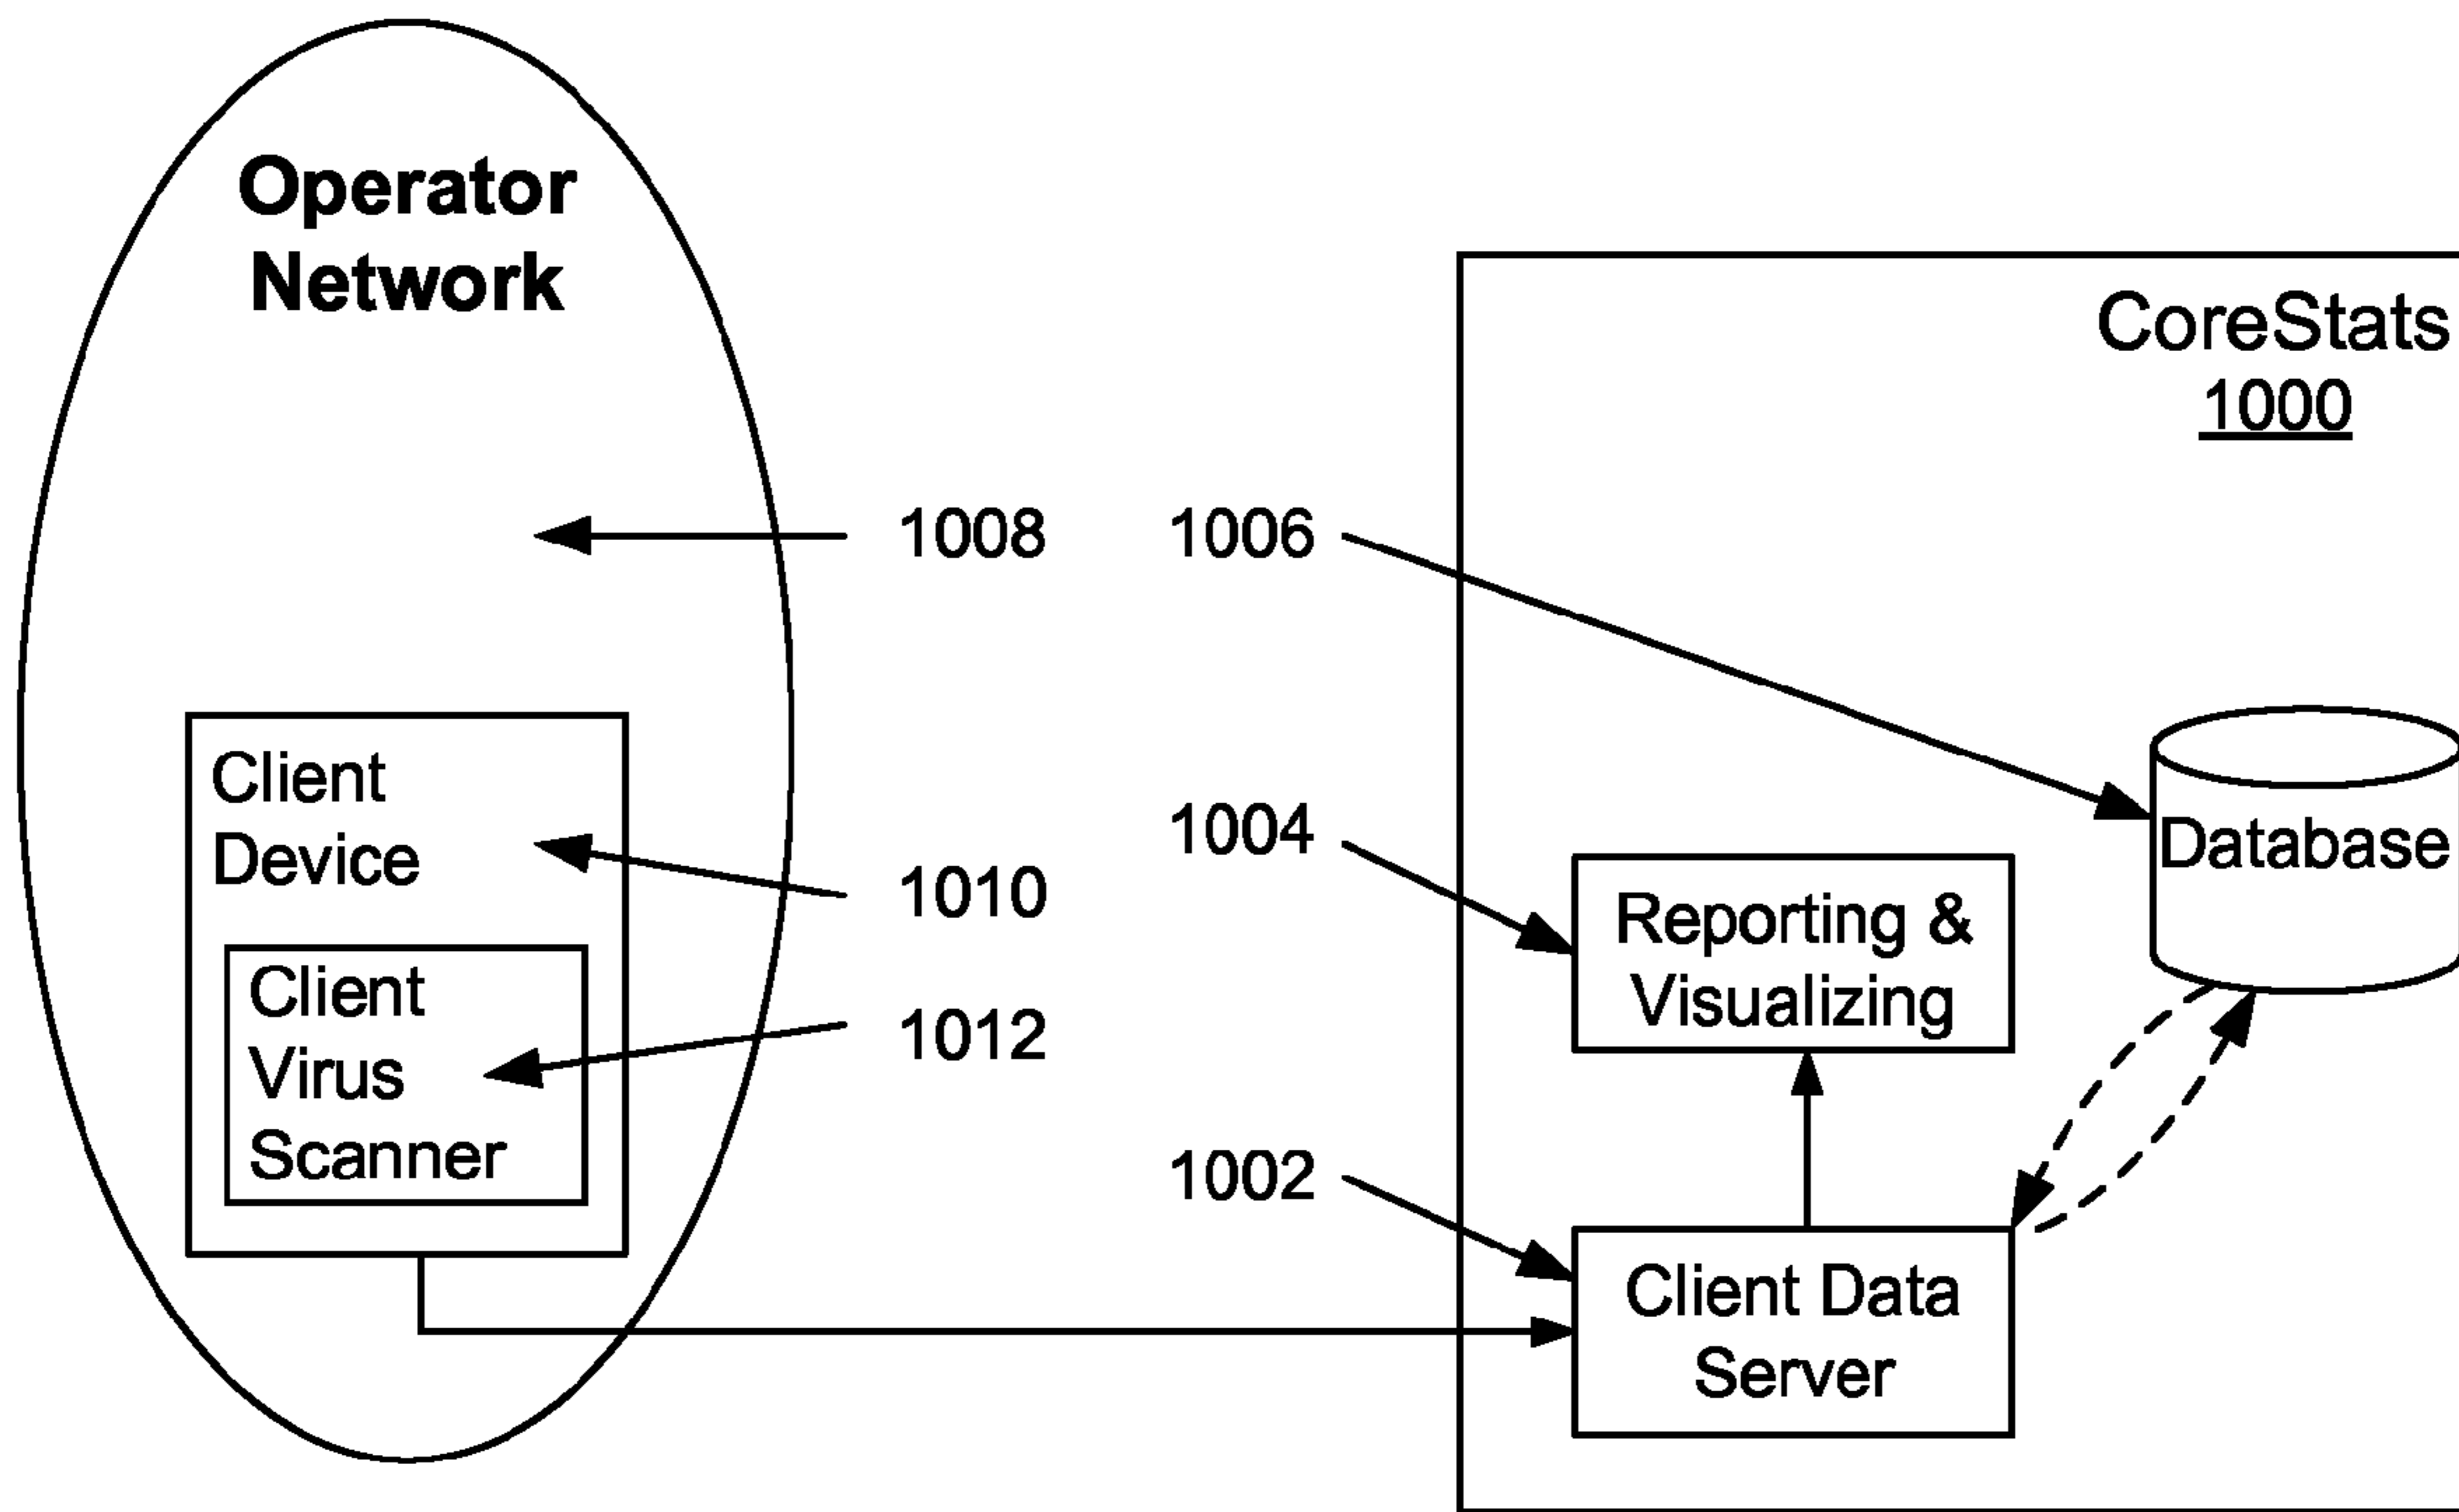 Operator
Network
CoreStats
1000
1008
1006
Client
Device
1010
1004
Database
Reporting &
Visualizing
Client
Virus
Scanner
1012
1002
Client Data
Server